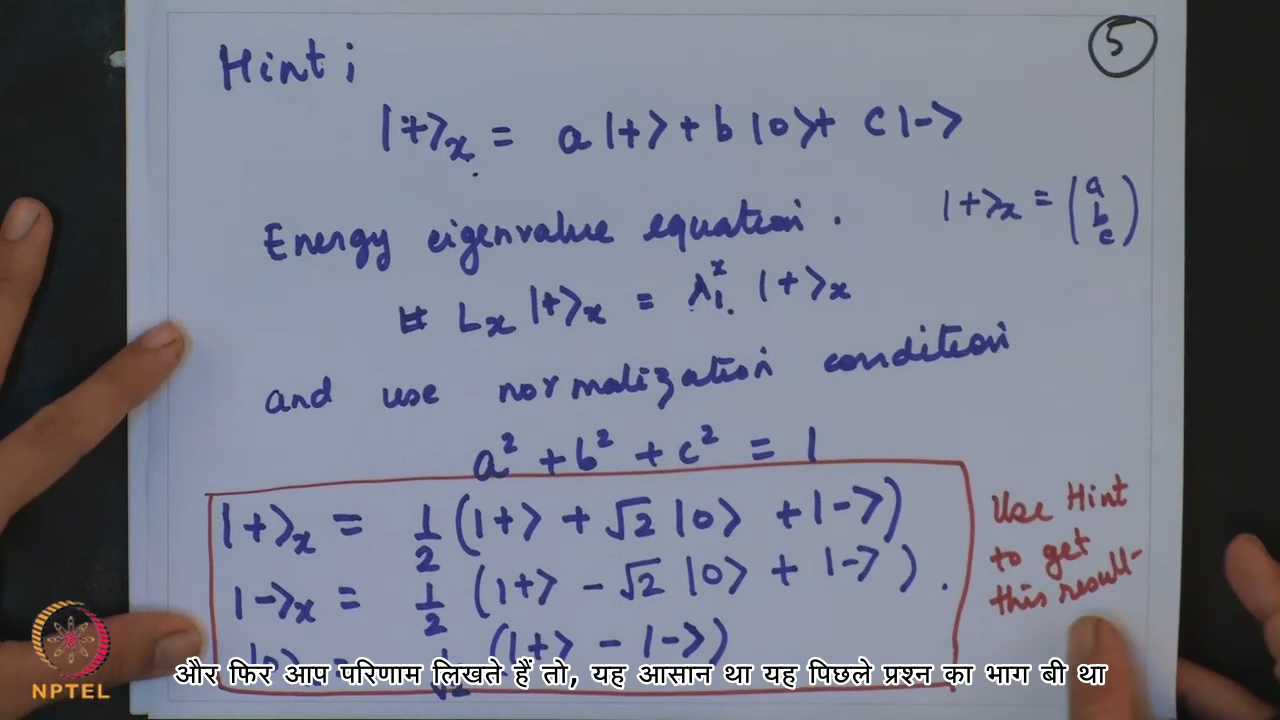 5
Hint ;
|+⟩ₓ = a |+⟩ + b |0⟩ + c |-⟩
Energy eigenvalue equation .
|+⟩ₓ = (a b c)
Lₓ |+⟩ₓ = λ₁ˣ |+⟩ₓ
and use normalization condition
a² + b² + c² = 1
|+⟩ₓ = 1/2 (|+⟩ + √2 |0⟩ + |-⟩)
|-⟩ₓ = 1/2 (|+⟩ - √2 |0⟩ + |-⟩) .
(|+⟩ - |-⟩)
Use Hint
to get
this result-
और फिर आप परिणाम लिखते हैं तो, यह आसान था यह पिछले प्रश्न का भाग बी था
NPTEL